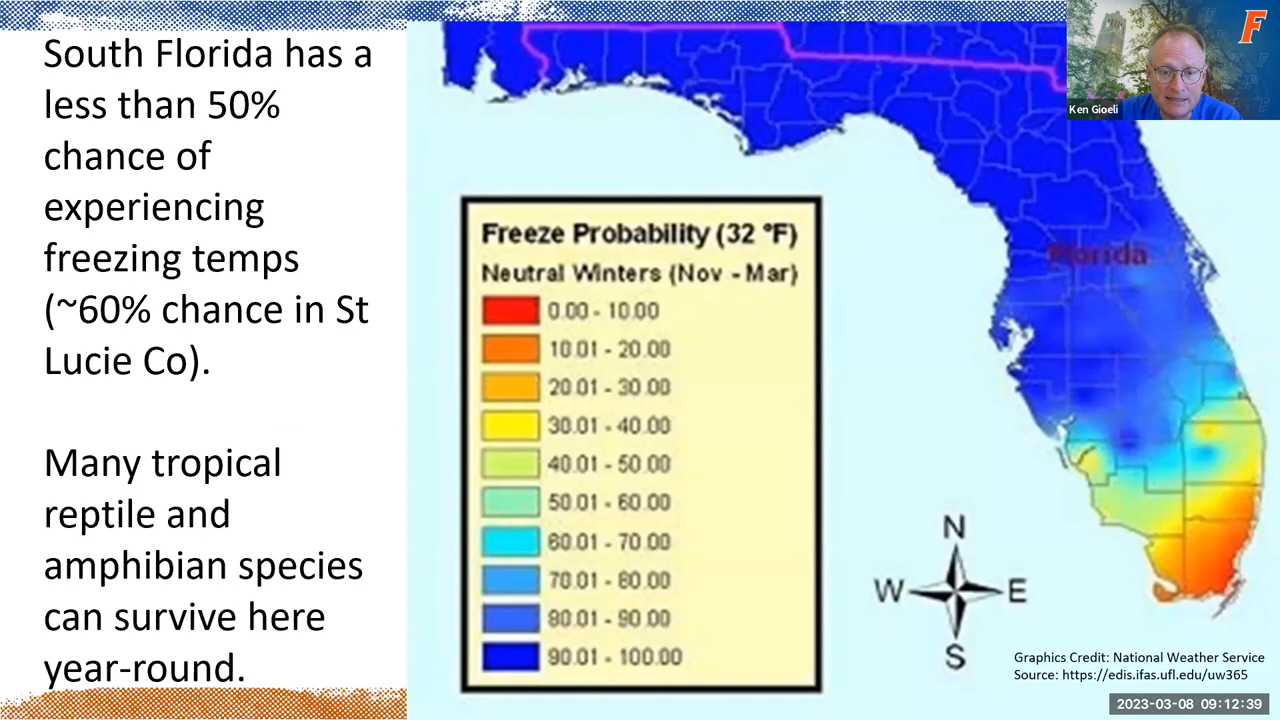 South Florida has a
less than 50%
chance of
experiencing
freezing temps
(~60% chance in St
Lucie Co).
Many tropical
reptile and
amphibian species
can survive here
year-round.
Freeze Probability (32 °F)
Neutral Winters (Nov - Mar)
0.00 - 10.00
10.01 - 20.00
20.01 - 30.00
30.01 - 40.00
40.01 - 50.00
50.01 - 60.00
60.01 - 70.00
70.01 - 80.00
80.01 - 90.00
90.01 - 100.00
Florida
N
W E
S
F
Ken Gioeli
Graphics Credit: National Weather Service
Source: https://edis.ifas.ufl.edu/uw365
2023-03-08 09:12:39